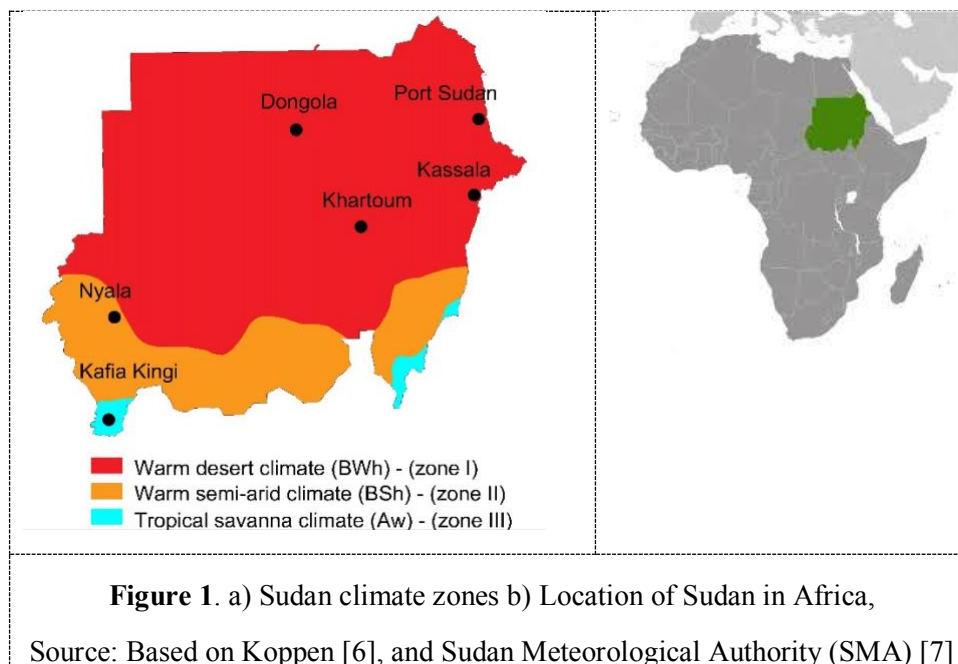 Dongola
Port Sudan
Kassala
Khartoum
Nyala
Kafia Kingi
Warm desert climate (BWh) - (zone I)
Warm semi-arid climate (BSh) - (zone II)
Tropical savanna climate (Aw) - (zone III)
Figure 1. a) Sudan climate zones b) Location of Sudan in Africa,
Source: Based on Koppen [6], and Sudan Meteorological Authority (SMA) [7]